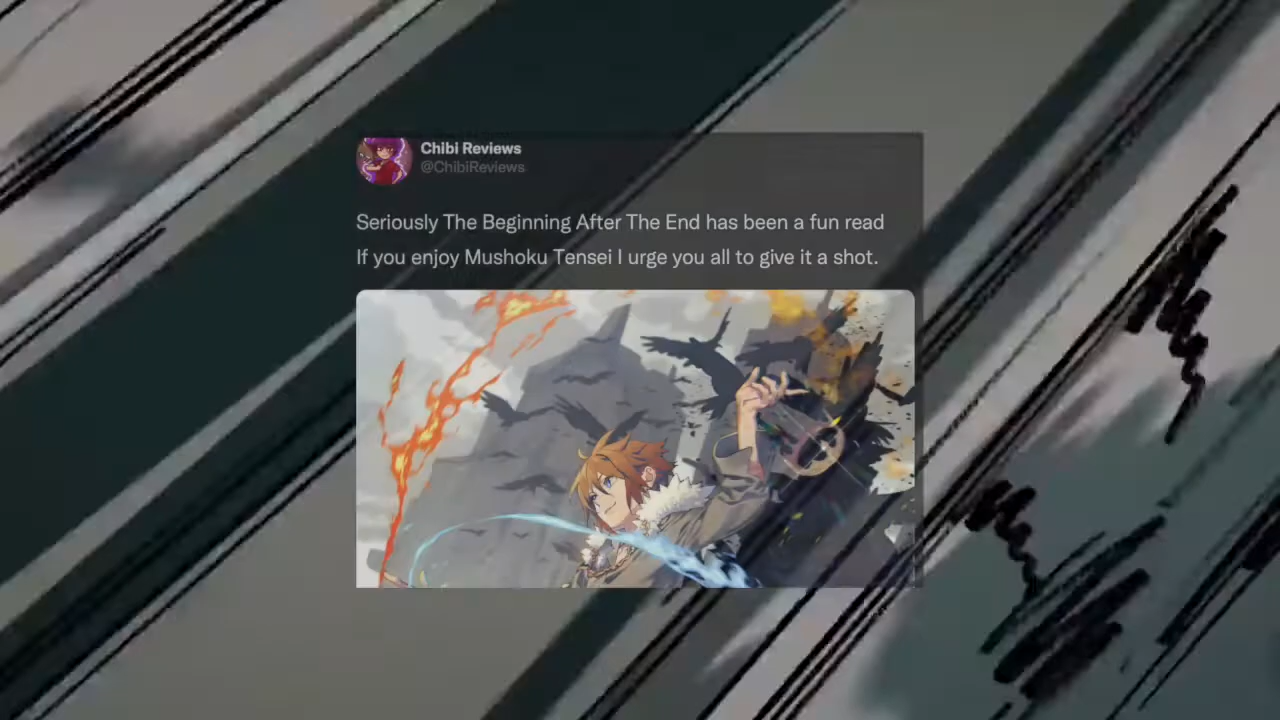 Chibi Reviews
@ChibiReviews
Seriously The Beginning After The End has been a fun read
If you enjoy Mushoku Tensei I urge you all to give it a shot.